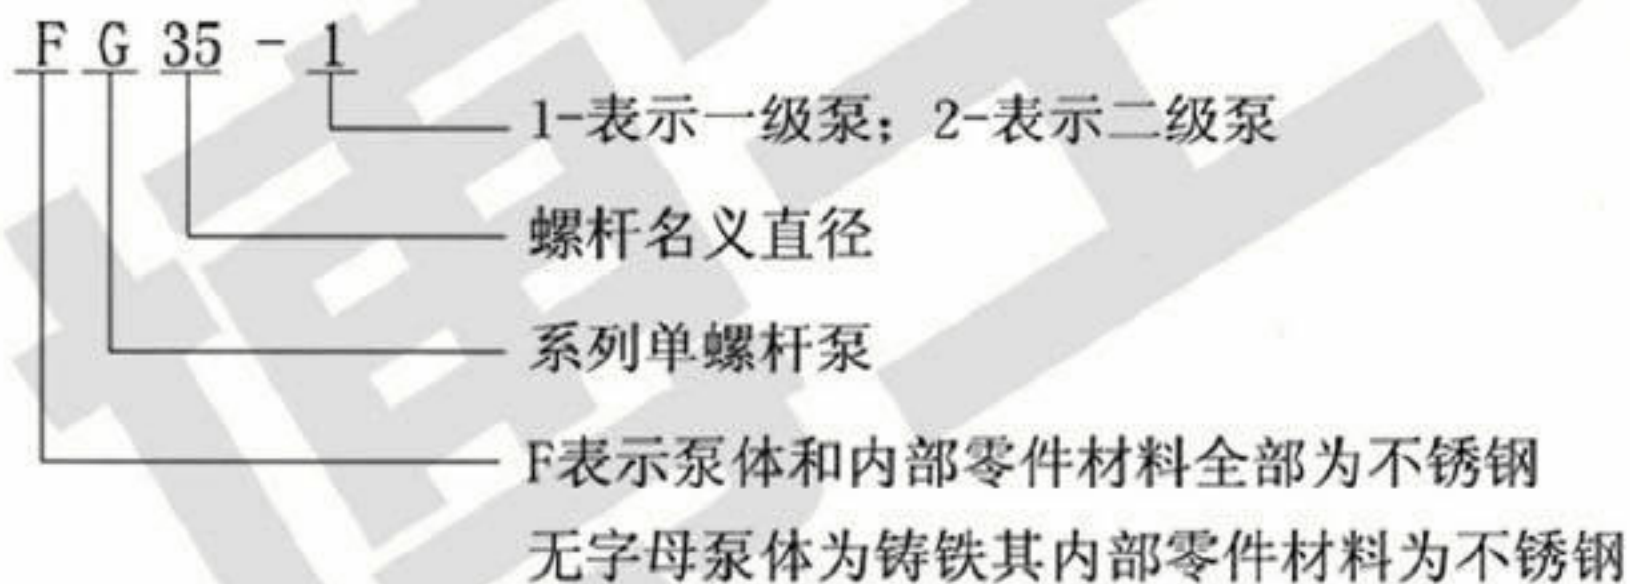 F G 35 - 1
1-表示一级泵；2-表示二级泵
螺杆名义直径
系列单螺杆泵
F表示泵体和内部零件材料全部为不锈钢
无字母泵体为铸铁其内部零件材料为不锈钢